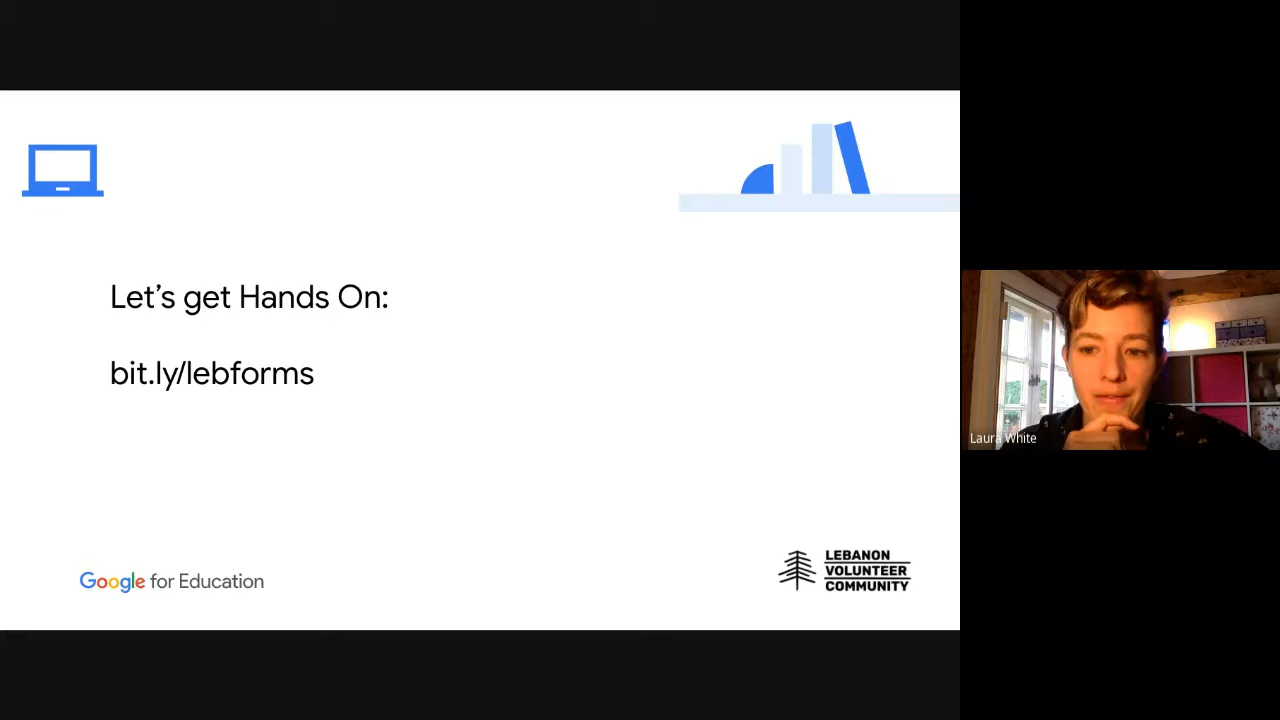 Let’s get Hands On:
bit.ly/lebforms
Google for Education
LEBANON
VOLUNTEER
COMMUNITY
Laura White